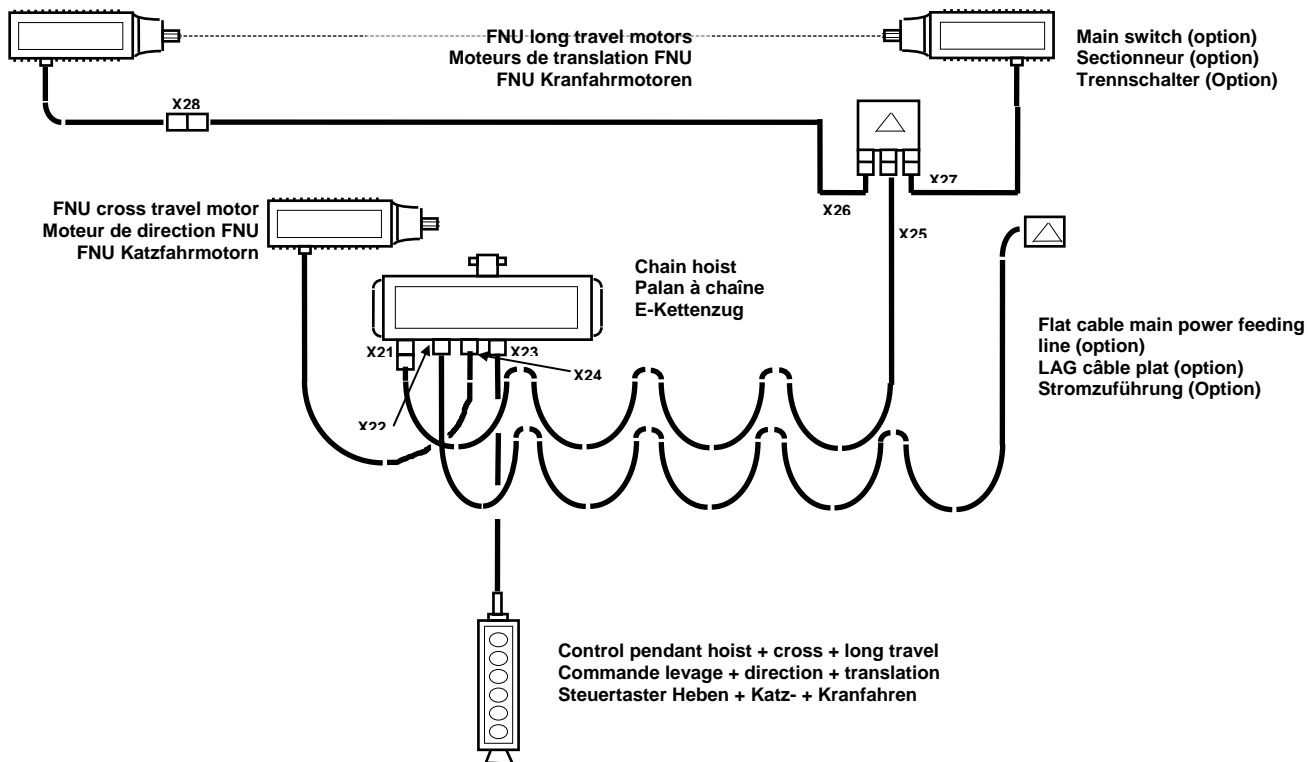 FNU long travel motors
Moteurs de translation FNU
FNU Kranfahrmotoren
Main switch (option)
Sectionneur (option)
Trennschalter (Option)
X28
X27
X26
X25
FNU cross travel motor
Moteur de direction FNU
FNU Katzfahrmotorn
Chain hoist
Palan à chaîne
E-Kettenzug
X21
X23
X24
X22
Flat cable main power feeding
line (option)
LAG câble plat (option)
Stromzuführung (Option)
Control pendant hoist + cross + long travel
Commande levage + direction + translation
Steuertaster Heben + Katz- + Kranfahren